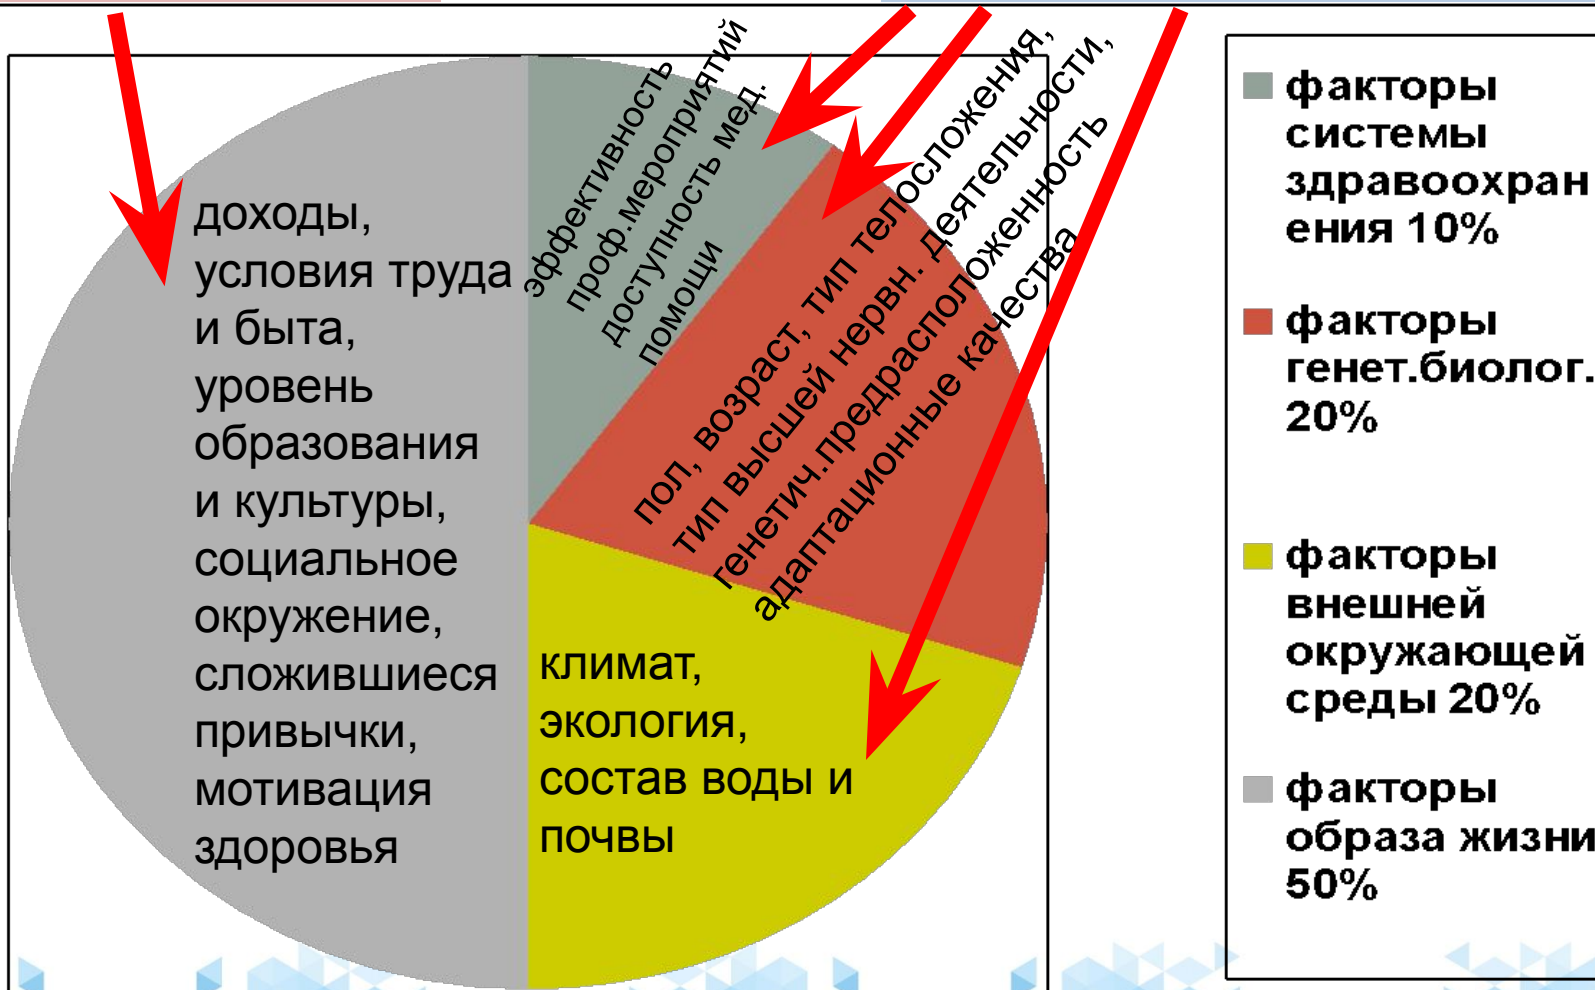 доходы,
условия труда
и быта,
уровень
образования
и культуры,
социальное
окружение,
сложившиеся
привычки,
мотивация
здоровья
эффективность
проф.мероприятий
доступность мед.
помощи
пол, возраст, тип телосложения,
тип высшей нервн. деятельности,
генетич.предрасположенность
адаптационные качества
климат,
экология,
состав воды и
почвы
факторы
системы
здравоохран
ения 10%
факторы
генет.биолог.
20%
факторы
внешней
окружающей
среды 20%
факторы
образа жизни
50%